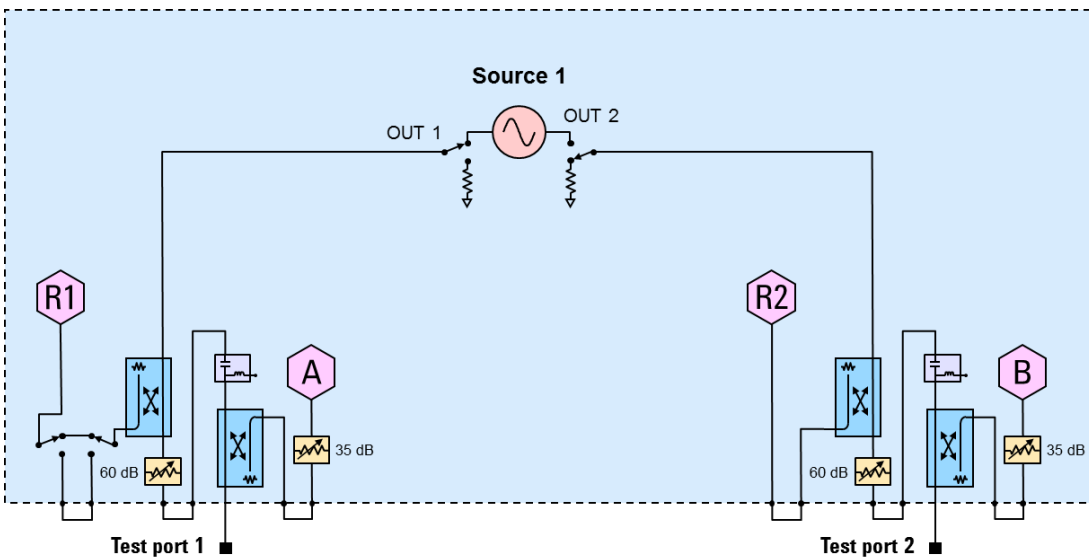 Source 1
OUT 1
OUT 2
R1
R2
A
B
60 dB
35 dB
60 dB
35 dB
Test port 1
Test port 2